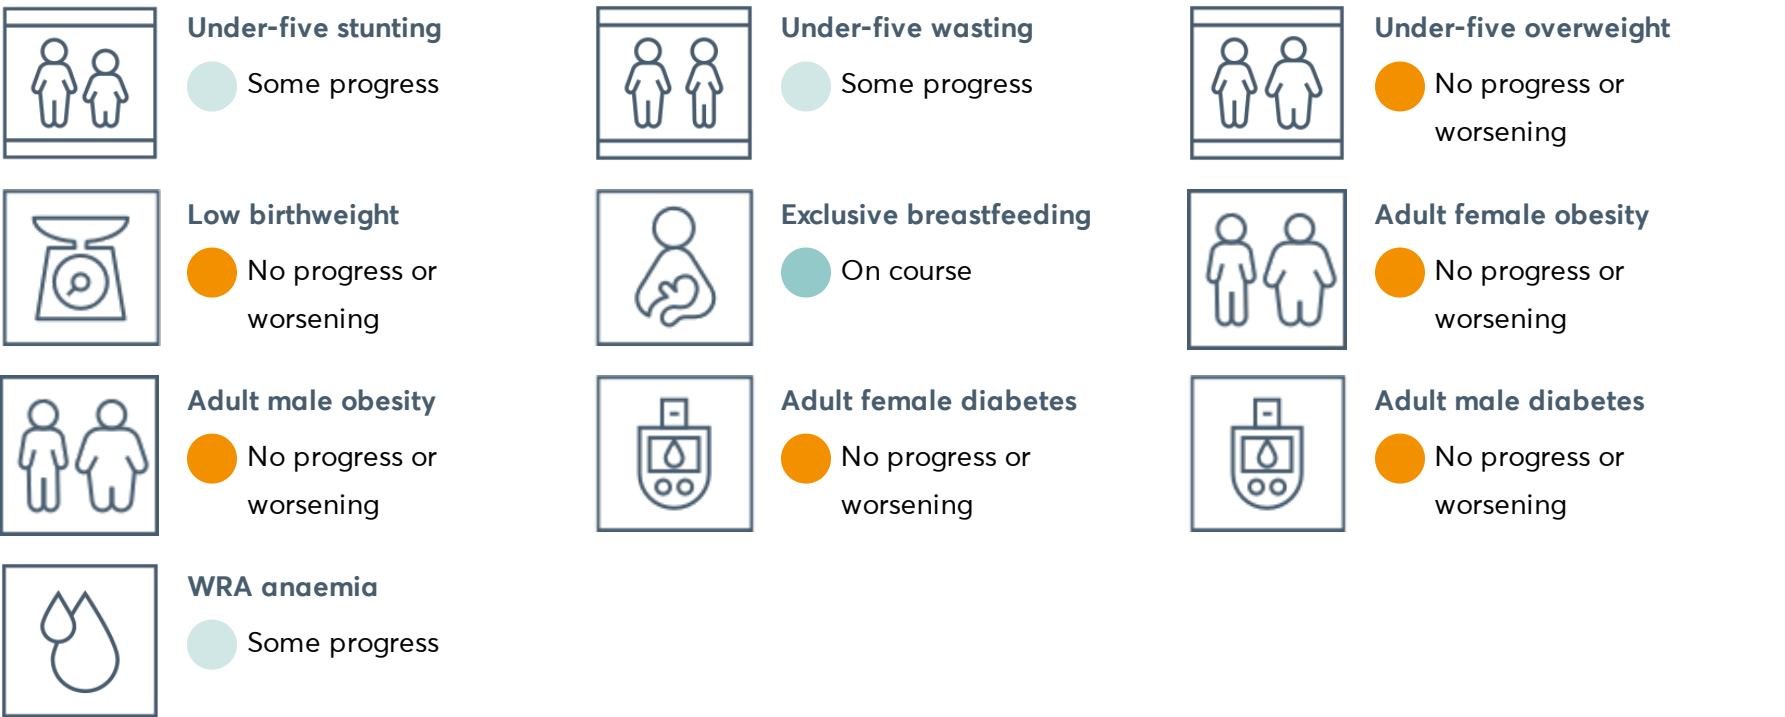 Under-five stunting
Some progress
Under-five wasting
Some progress
Under-five overweight
No progress or
worsening
Low birthweight
No progress or
worsening
Exclusive breastfeeding
On course
Adult female obesity
No progress or
worsening
Adult male obesity
No progress or
worsening
Adult female diabetes
No progress or
worsening
Adult male diabetes
No progress or
worsening
WRA anaemia
Some progress